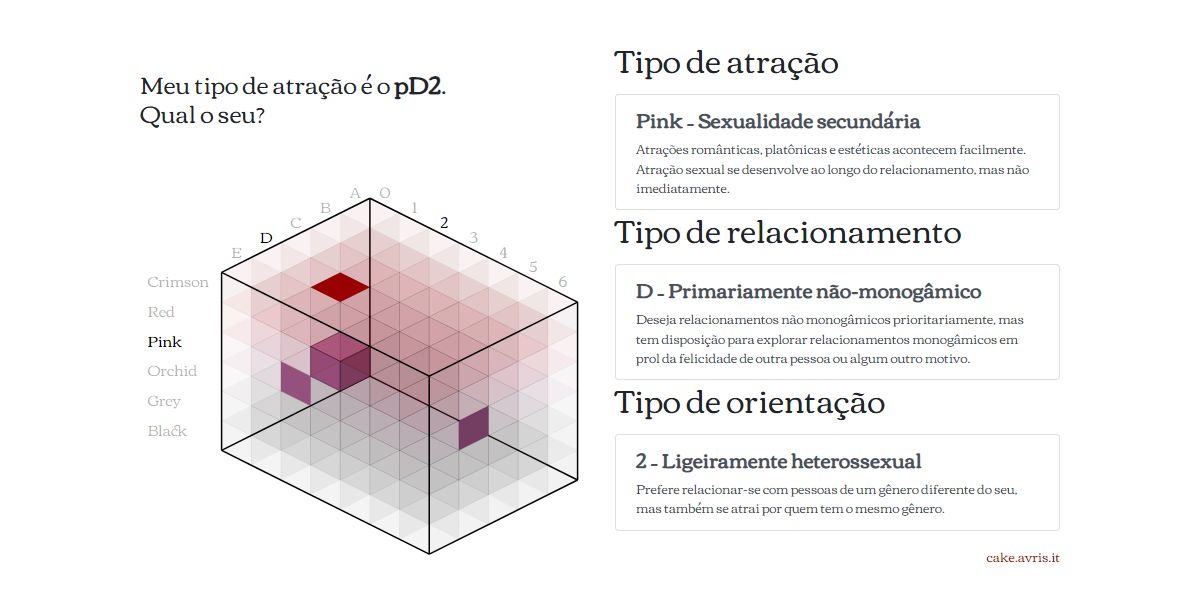 Meu tipo de atração é o pD2.
Qual o seu?
A
B
C
D
E
0
1
2
3
4
5
6
Crimson
Red
Pink
Orchid
Grey
Black
Tipo de atração
Pink - Sexualidade secundária
Atrações românticas, platônicas e estéticas acontecem facilmente.
Atração sexual se desenvolve ao longo do relacionamento, mas não
imediatamente.
Tipo de relacionamento
D - Primariamente não-monogâmico
Deseja relacionamentos não monogâmicos prioritariamente, mas
tem disposição para explorar relacionamentos monogâmicos em
prol da felicidade de outra pessoa ou algum outro motivo.
Tipo de orientação
2 - Ligeiramente heterossexual
Prefere relacionar-se com pessoas de um gênero diferente do seu,
mas também se atrai por quem tem o mesmo gênero.
cake.avris.it